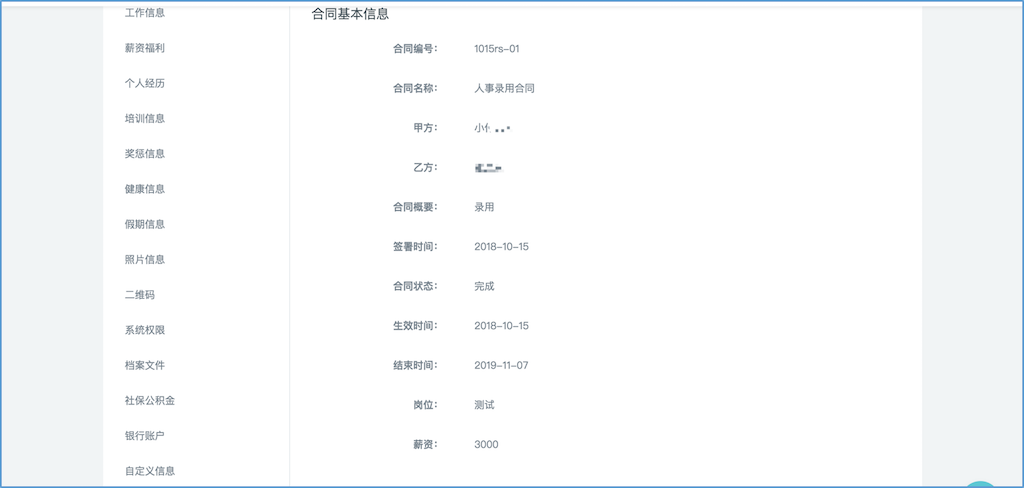 工作信息
薪资福利
个人经历
培训信息
奖惩信息
健康信息
假期信息
照片信息
二维码
系统权限
档案文件
社保公积金
银行账户
自定义信息
合同基本信息
合同编号： 1015rs-01
合同名称： 人事录用合同
甲方： 小
乙方：
合同概要： 录用
签署时间： 2018-10-15
合同状态： 完成
生效时间： 2018-10-15
结束时间： 2019-11-07
岗位： 测试
薪资： 3000